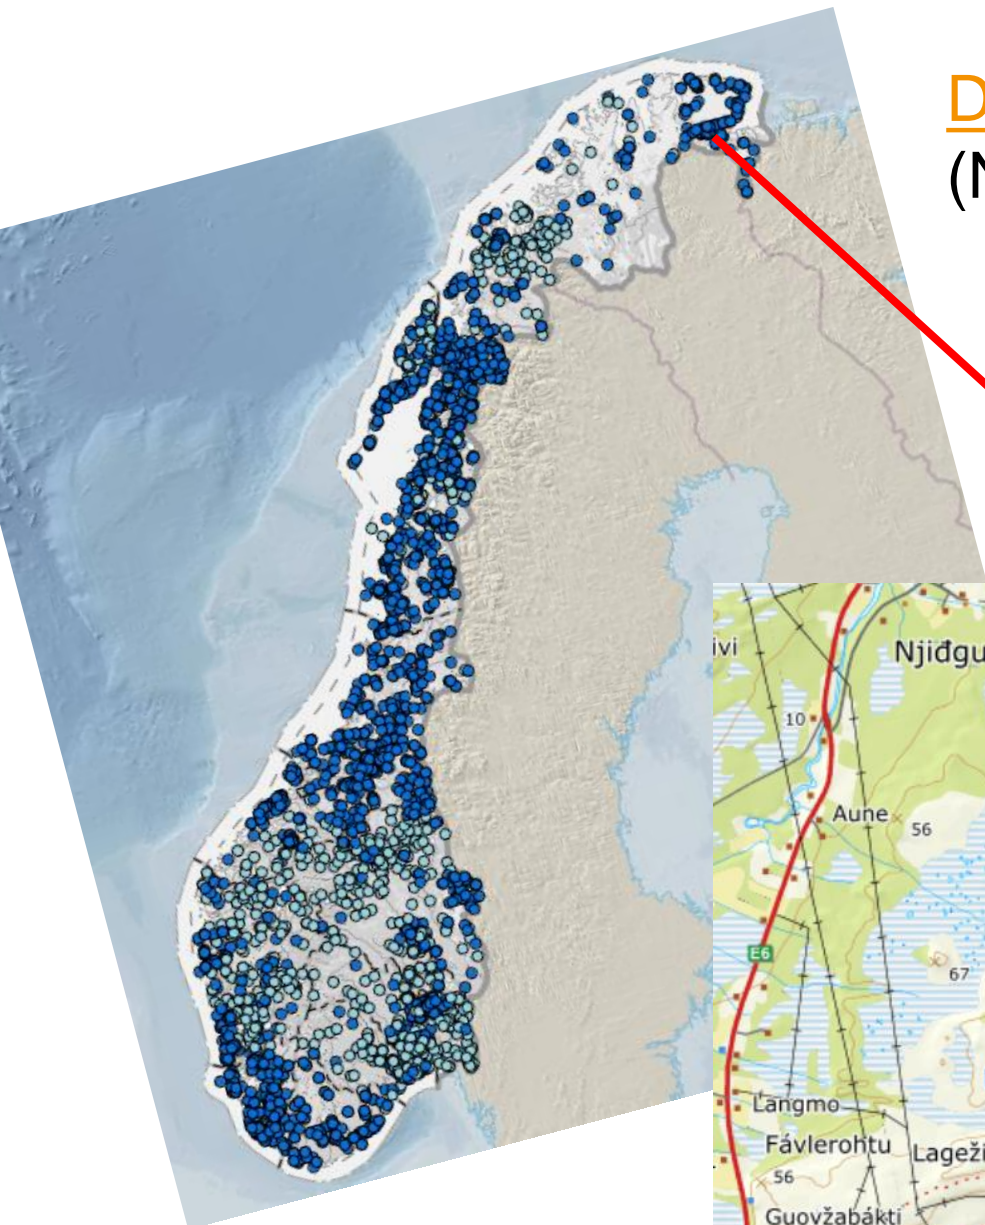 D
(N
ivi
Njiđgu
10
Aune
56
E6
67
Langmo
Fávlerohtu
Lageži
56
Guovžabákti